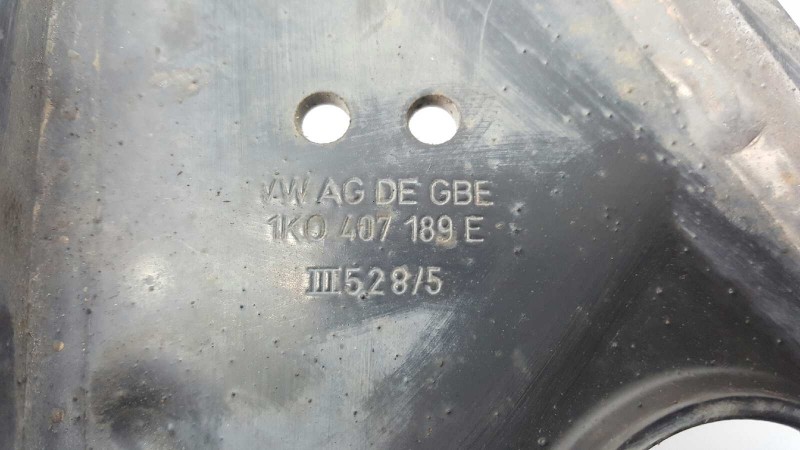 VW AG DE GBE
1K0 407 189 E
III 528/5